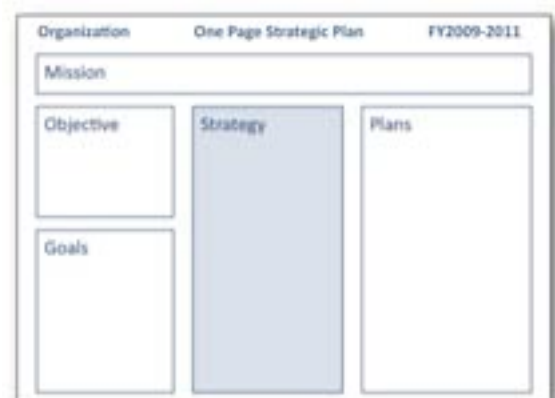 Organization One Page Strategic Plan FY2009-2011
Mission
Objective
Strategy
Plans
Goals